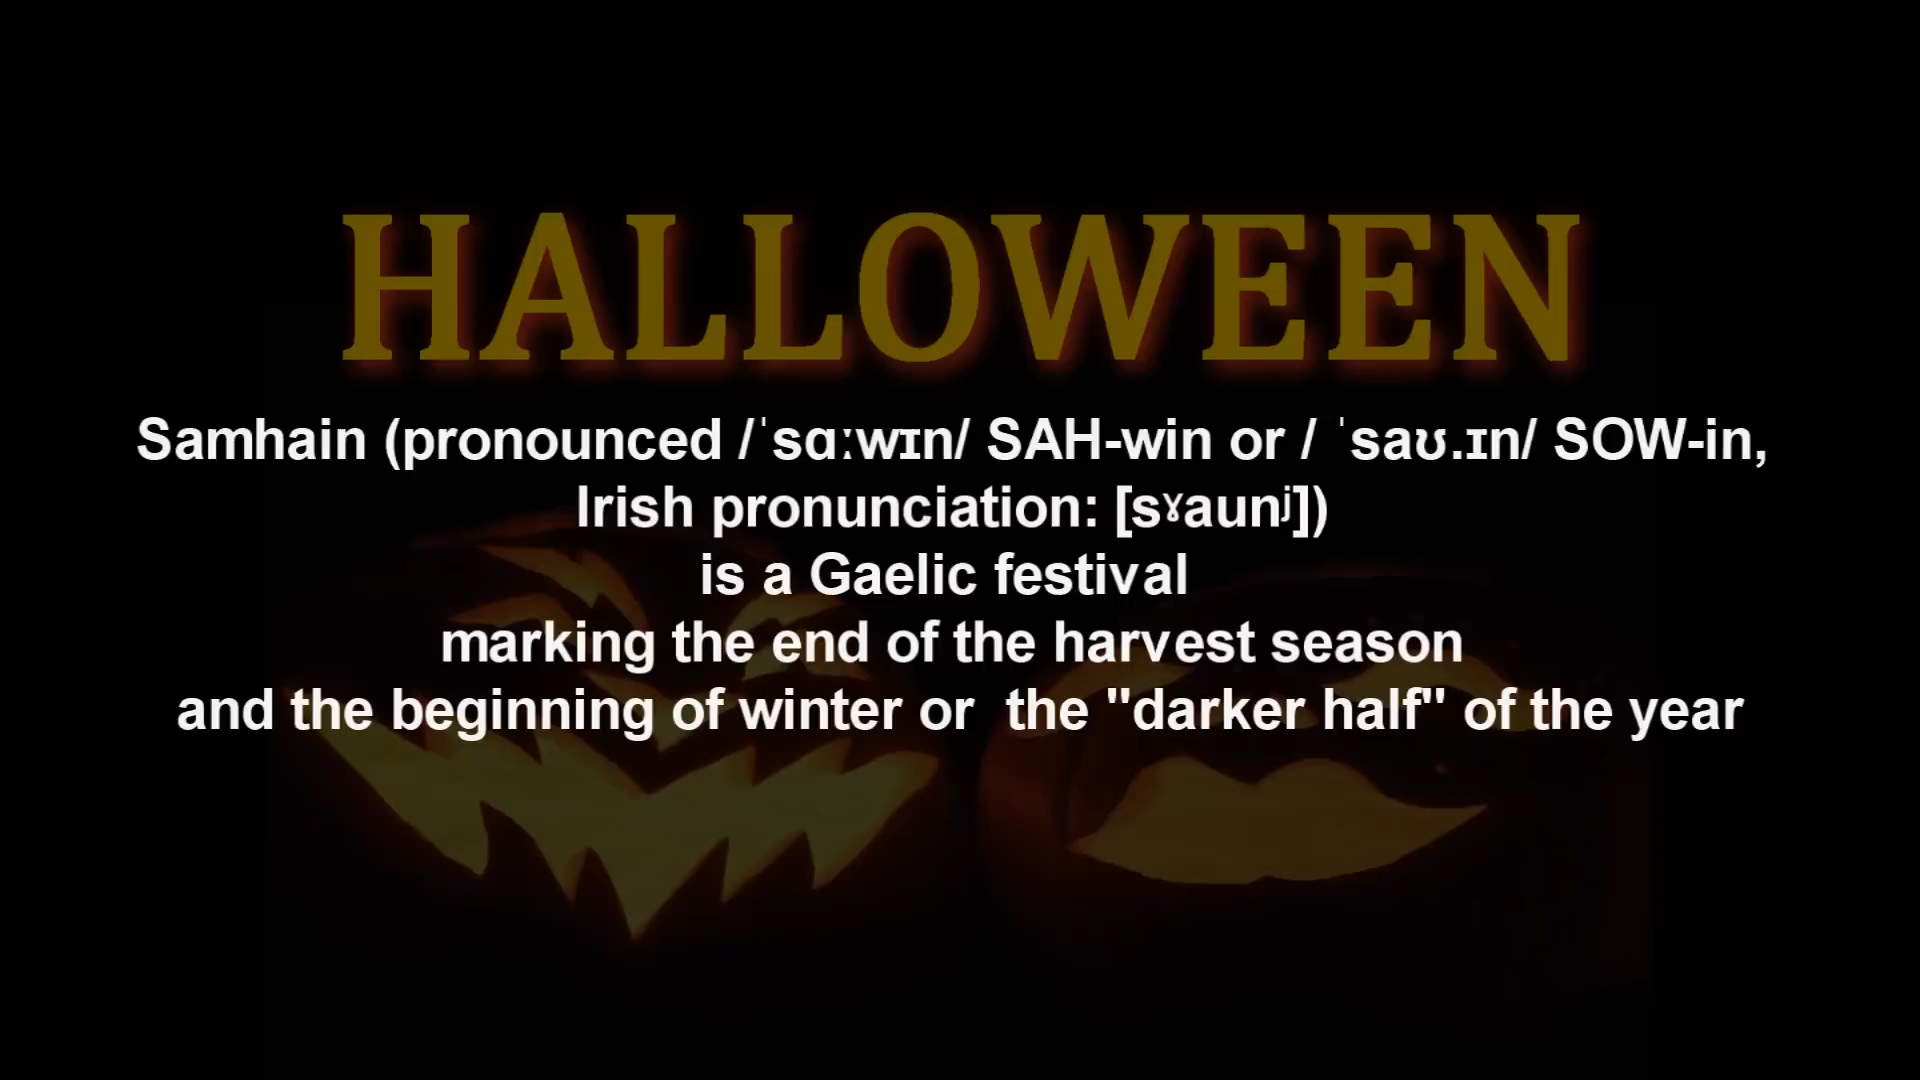 HALLOWEEN
Samhain (pronounced /ˈsɑːwɪn/ SAH-win or / ˈsaʊ.ɪn/ SOW-in,
Irish pronunciation: [sˠaunʲ])
is a Gaelic festival
marking the end of the harvest season
and the beginning of winter or  the "darker half" of the year